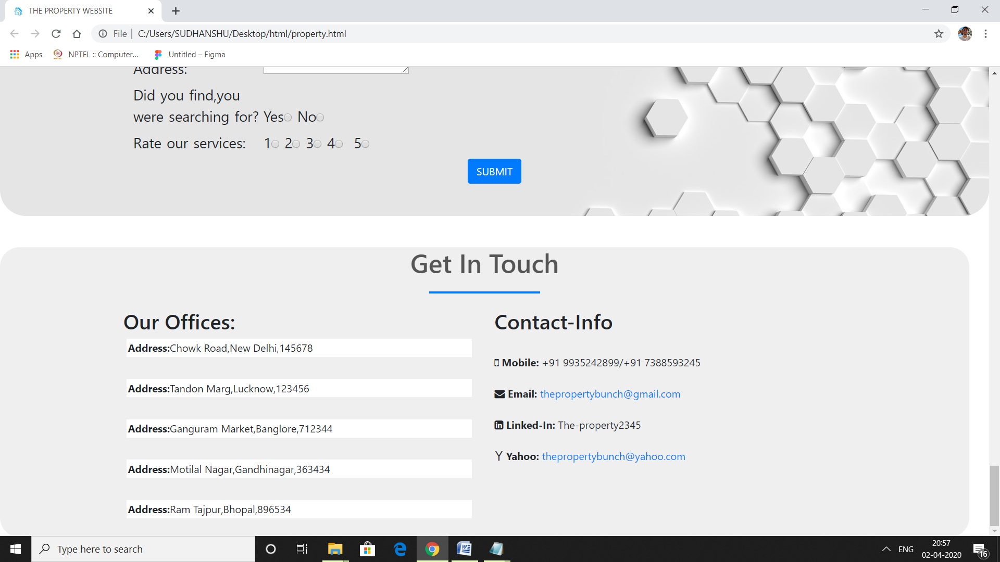 THE PROPERTY WEBSITE
File | C:/Users/SUDHANSHU/Desktop/html/property.html
Apps NPTEL :: Computer... Untitled – Figma
Address:
Did you find,you
were searching for? Yes No
Rate our services: 1 2 3 4 5
SUBMIT
Get In Touch
Our Offices:
Address:Chowk Road,New Delhi,145678
Address:Tandon Marg,Lucknow,123456
Address:Ganguram Market,Banglore,712344
Address:Motilal Nagar,Gandhinagar,363434
Address:Ram Tajpur,Bhopal,896534
Contact-Info
Mobile: +91 9935242899/+91 7388593245
Email: thepropertybunch@gmail.com
Linked-In: The-property2345
Yahoo: thepropertybunch@yahoo.com
Type here to search
ENG
20:57
02-04-2020
16